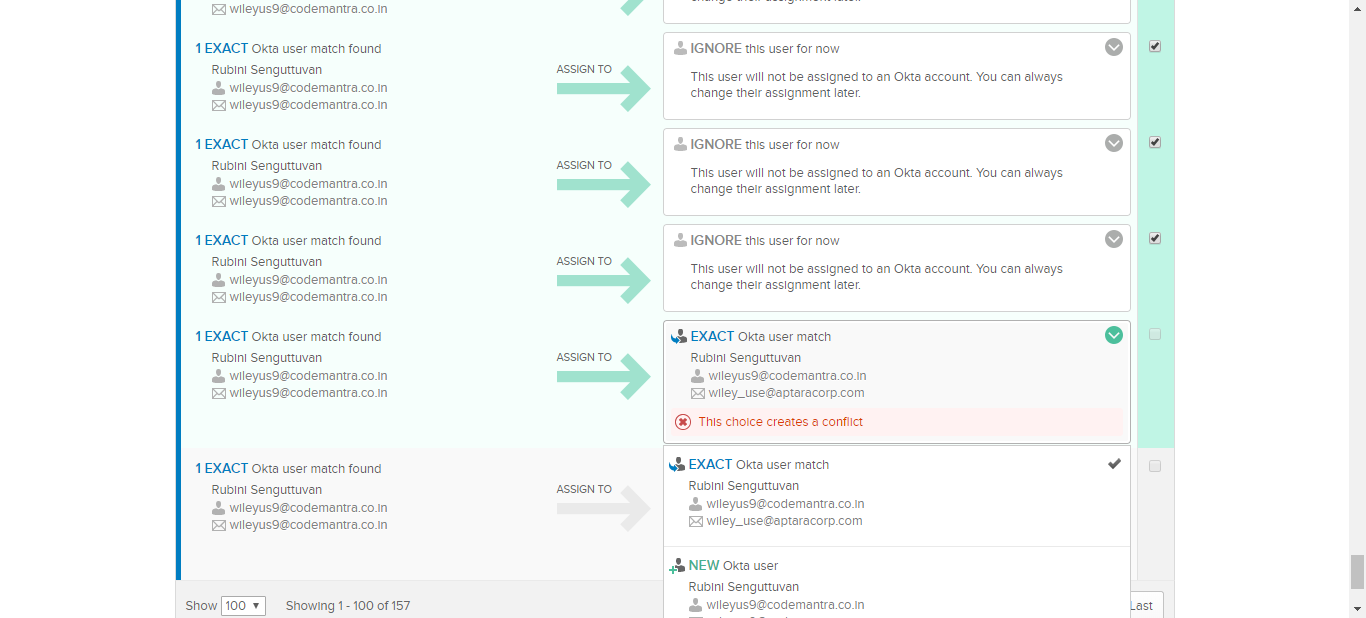 wileyus9@codemantra.co.in
change their assignment later.
1 EXACT Okta user match found
Rubini Senguttuvan
wileyus9@codemantra.co.in
wileyus9@codemantra.co.in
ASSIGN TO
IGNORE this user for now
This user will not be assigned to an Okta account. You can always
change their assignment later.
1 EXACT Okta user match found
Rubini Senguttuvan
wileyus9@codemantra.co.in
wileyus9@codemantra.co.in
ASSIGN TO
IGNORE this user for now
This user will not be assigned to an Okta account. You can always
change their assignment later.
1 EXACT Okta user match found
Rubini Senguttuvan
wileyus9@codemantra.co.in
wileyus9@codemantra.co.in
ASSIGN TO
IGNORE this user for now
This user will not be assigned to an Okta account. You can always
change their assignment later.
1 EXACT Okta user match found
Rubini Senguttuvan
wileyus9@codemantra.co.in
wileyus9@codemantra.co.in
ASSIGN TO
EXACT Okta user match
Rubini Senguttuvan
wileyus9@codemantra.co.in
wiley_use@aptaracorp.com
This choice creates a conflict
1 EXACT Okta user match found
Rubini Senguttuvan
wileyus9@codemantra.co.in
wileyus9@codemantra.co.in
ASSIGN TO
EXACT Okta user match
Rubini Senguttuvan
wileyus9@codemantra.co.in
wiley_use@aptaracorp.com
NEW Okta user
Rubini Senguttuvan
wileyus9@codemantra.co.in
Show 100 Showing 1 - 100 of 157
Last